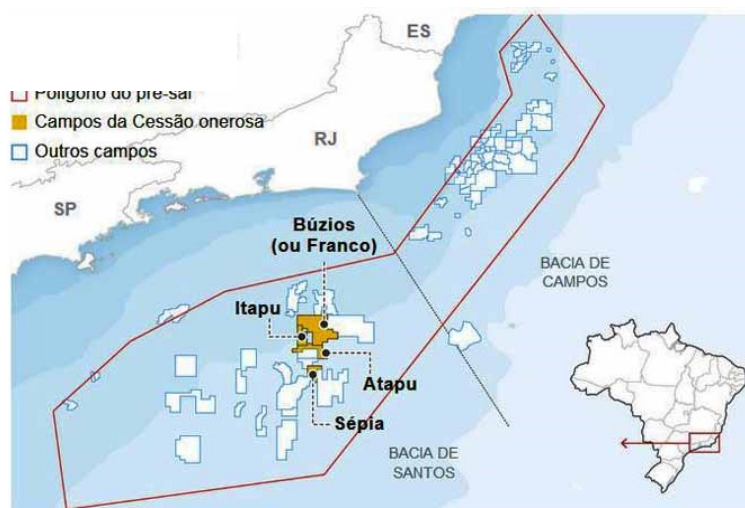 ES
Polígono do pré-sal
Campos da Cessão onerosa
Outros campos
RJ
SP
Búzios
(ou Franco)
BACIA DE
CAMPOS
Itapu
Atapu
Sépia
BACIA DE
SANTOS